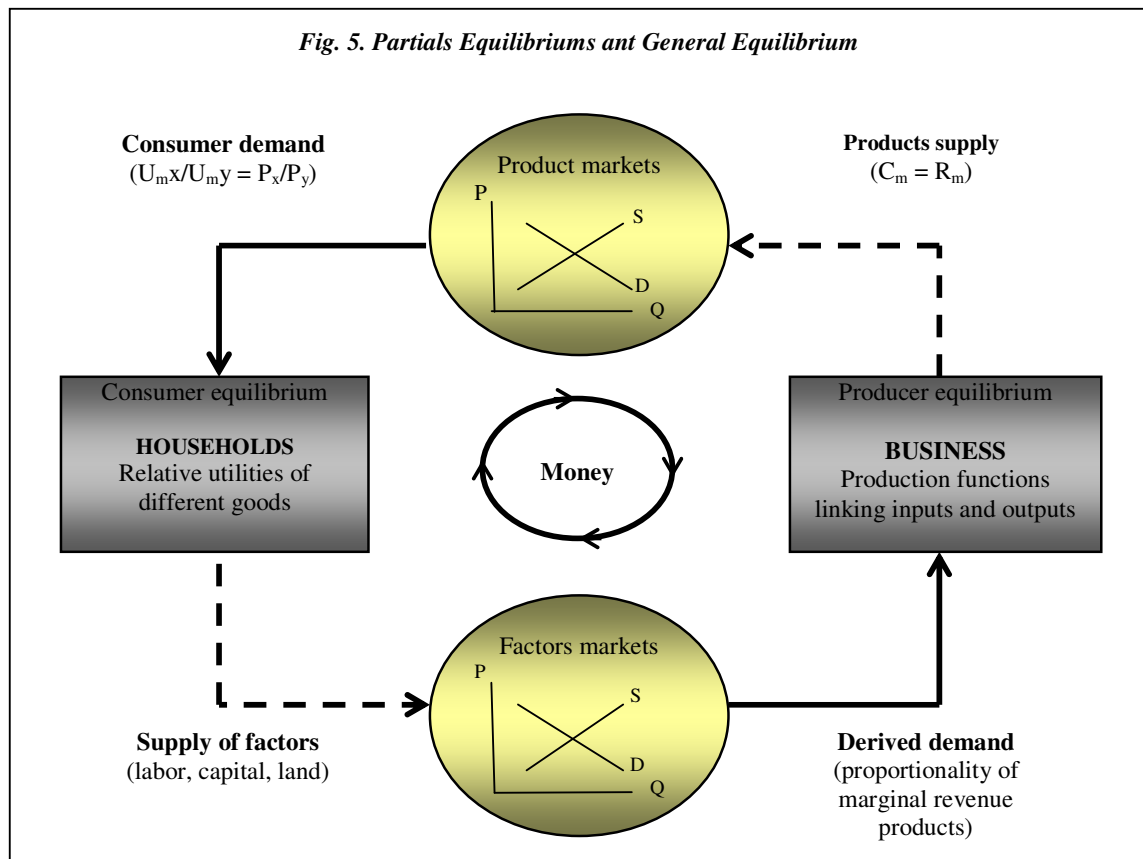 Fig. 5. Partials Equilibriums ant General Equilibrium
Consumer demand
(Uₘx/Uₘy = Pₓ/Pᵧ)
Product markets
P
S
D
Q
Products supply
(Cₘ = Rₘ)
Consumer equilibrium
HOUSEHOLDS
Relative utilities of
different goods
Money
Producer equilibrium
BUSINESS
Production functions
linking inputs and outputs
Supply of factors
(labor, capital, land)
Factors markets
P
S
D
Q
Derived demand
(proportionality of
marginal revenue
products)